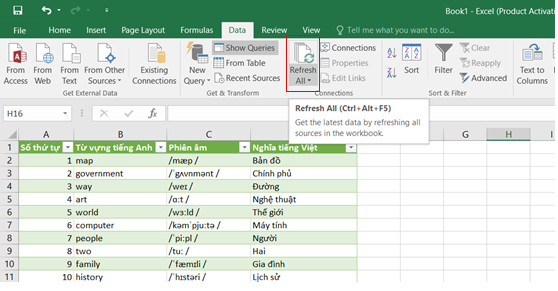 Book1 - Excel (Product Activati
File Home Insert Page Layout Formulas Data Review View Tell me what you want to do...
From Access From Web From Text From Other Sources Existing Connections
Get External Data
New Query Show Queries From Table Recent Sources
Get & Transform
Refresh All Connections Properties Edit Links
Connections
Sort Filter Clear Reapply Advanced
Sort & Filter
Text to Columns
Refresh All (Ctrl+Alt+F5)
Get the latest data by refreshing all
sources in the workbook.
H16 fx
A B C G H I
1 Số thứ tự Từ vựng tiếng Anh Phiên âm Nghĩa tiếng Việt
2 1 map /mæp / Bản đồ
3 2 government /ˈgʌvnmənt / Chính phủ
4 3 way /weɪ / Đường
5 4 art /ɑːt / Nghệ thuật
6 5 world /wɜːld / Thế giới
7 6 computer /kəmˈpjuːtə / Máy tính
8 7 people /ˈpiːpl / Người
9 8 two /tuː / Hai
10 9 family /ˈfæmɪli / Gia đình
11 10 history /ˈhɪstəri / Lịch sử